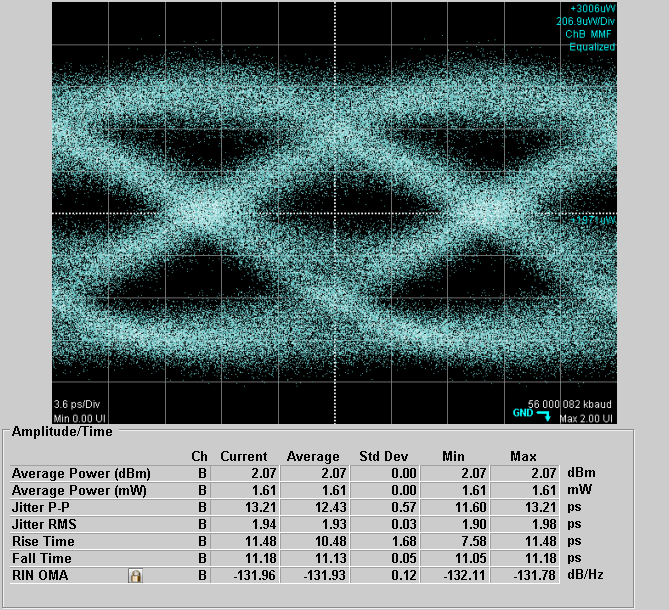 +3006uW
206.9uW/Div
ChB MMF
Equalized
+1971uW
3.6 ps/Div
56 000 082 kbaud
Min 0.00 UI
GND
Max 2.00 UI
Amplitude/Time
Ch Current Average Std Dev Min Max
Average Power (dBm) B 2.07 2.07 0.00 2.07 2.07 dBm
Average Power (mW) B 1.61 1.61 0.00 1.61 1.61 mW
Jitter P-P B 13.21 12.43 0.57 11.60 13.21 ps
Jitter RMS B 1.94 1.93 0.03 1.90 1.98 ps
Rise Time B 11.48 10.48 1.68 7.58 11.48 ps
Fall Time B 11.18 11.13 0.05 11.05 11.18 ps
RIN OMA B -131.96 -131.93 0.12 -132.11 -131.78 dB/Hz